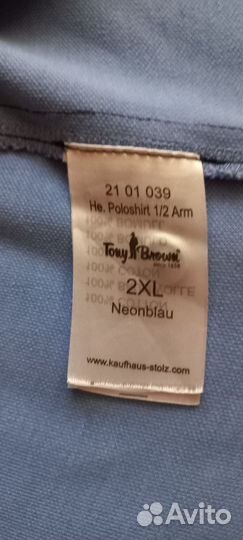 21 01 039
He. Poloshirt 1/2 Arm
Tony Brown
2XL
Neonblau
www.kaufhaus-stolz.com
Avito